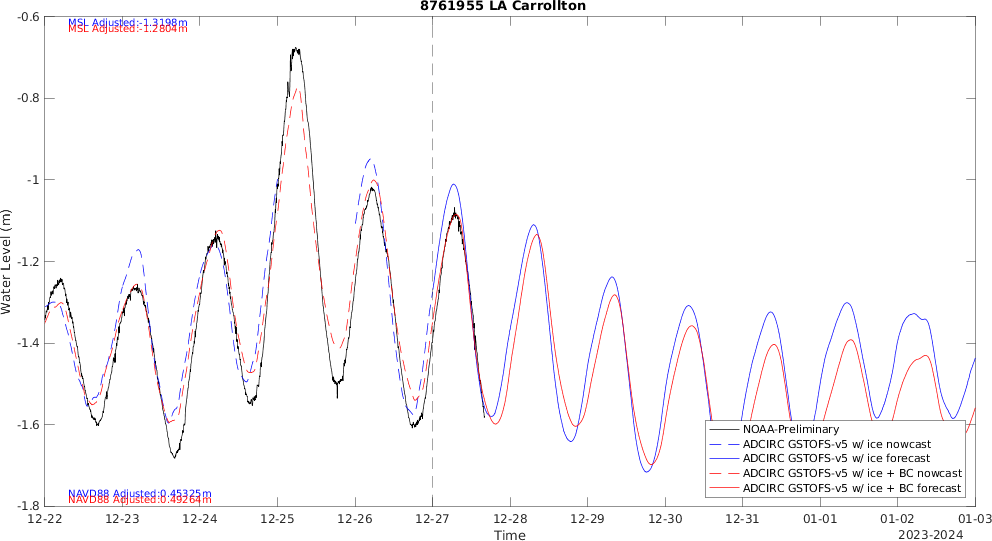 8761955 LA Carrollton
MSL Adjusted:-1.3198m
MSL Adjusted:-1.2804m
Water Level (m)
-0.6
-0.8
-1
-1.2
-1.4
-1.6
-1.8
NAVD88 Adjusted:0.45325m
NAVD88 Adjusted:0.49264m
NOAA-Preliminary
ADCIRC GSTOFS-v5 w/ ice nowcast
ADCIRC GSTOFS-v5 w/ ice forecast
ADCIRC GSTOFS-v5 w/ ice + BC nowcast
ADCIRC GSTOFS-v5 w/ ice + BC forecast
12-22 12-23 12-24 12-25 12-26 12-27 12-28 12-29 12-30 12-31 01-01 01-02 01-03
Time
2023-2024